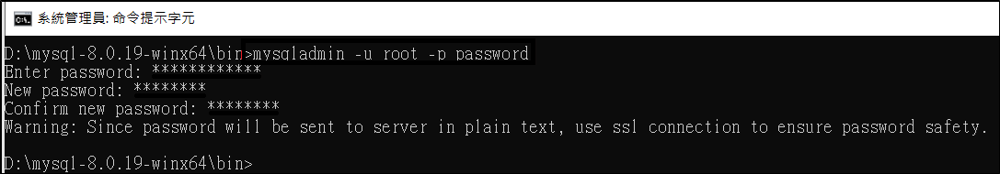 系統管理員: 命令提示字元
D:\mysql-8.0.19-winx64\bin>mysqladmin -u root -p password
Enter password: ************
New password: ********
Confirm new password: ********
Warning: Since password will be sent to server in plain text, use ssl connection to ensure password safety.
D:\mysql-8.0.19-winx64\bin>